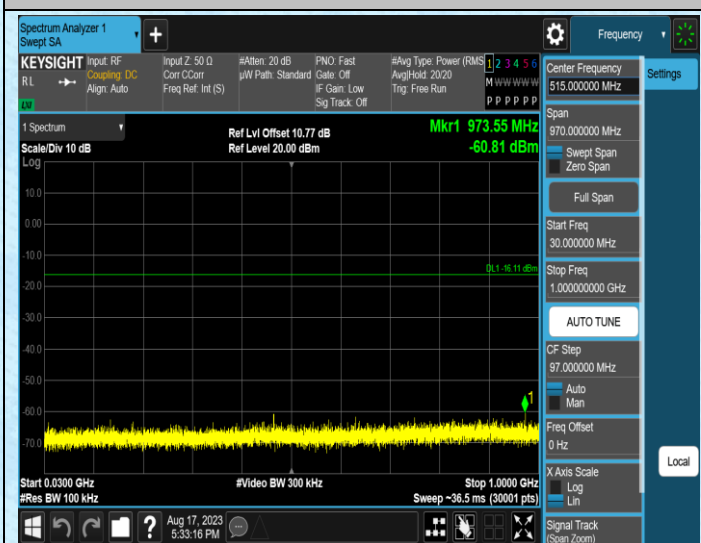 Spectrum Analyzer 1
Swept SA
+
Frequency
KEYSIGHT
RL
LU
Input: RF
Coupling: DC
Align: Auto
Input Z: 50 Ω
Corr CCorr
Freq Ref: Int (S)
#Atten: 20 dB
µW Path: Standard
PNO: Fast
Gate: Off
IF Gain: Low
Sig Track: Off
#Avg Type: Power (RMS
Avg|Hold: 20/20
Trig: Free Run
1 2 3 4 5 6
M W W W W W
P P P P P P
1 Spectrum
Scale/Div 10 dB
Ref Lvl Offset 10.77 dB
Ref Level 20.00 dBm
Mkr1 973.55 MHz
-60.81 dBm
Log
10.0
0.00
-10.0
DL1 -16.11 dBm
-20.0
-30.0
-40.0
-50.0
-60.0
-70.0
1
Start 0.0300 GHz
#Res BW 100 kHz
#Video BW 300 kHz
Stop 1.0000 GHz
Sweep ~36.5 ms (30001 pts)
?
Aug 17, 2023
5:33:16 PM
Center Frequency
515.000000 MHz
Settings
Span
970.000000 MHz
Swept Span
Zero Span
Full Span
Start Freq
30.000000 MHz
Stop Freq
1.000000000 GHz
AUTO TUNE
CF Step
97.000000 MHz
Auto
Man
Freq Offset
0 Hz
Local
X Axis Scale
Log
Lin
Signal Track
(Span Zoom)